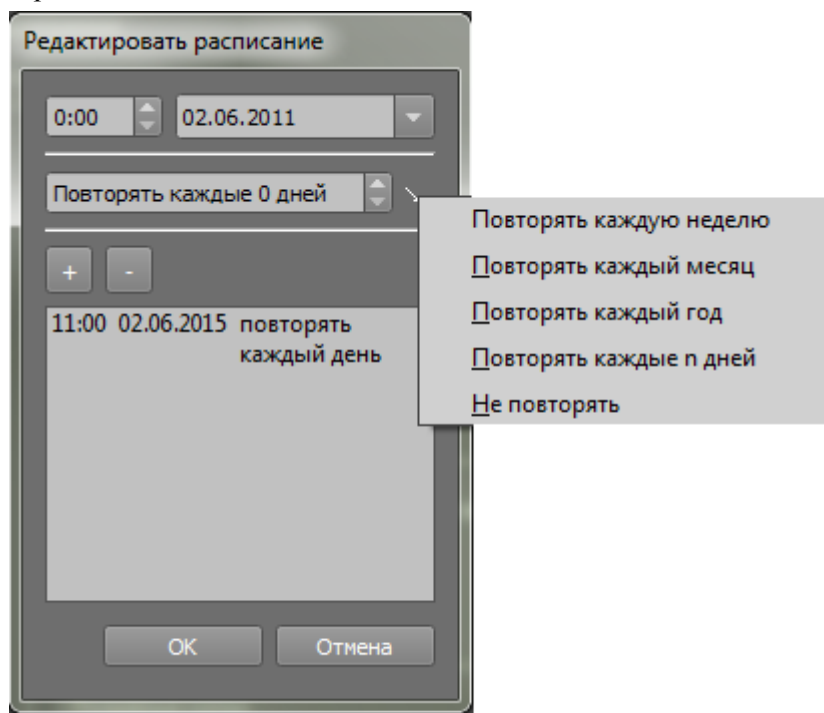 Редактировать расписание
0:00 02.06.2011
Повторять каждые 0 дней
Повторять каждую неделю
Повторять каждый месяц
Повторять каждый год
Повторять каждые n дней
Не повторять
+ -
11:00 02.06.2015 повторять
каждый день
ОК Отмена